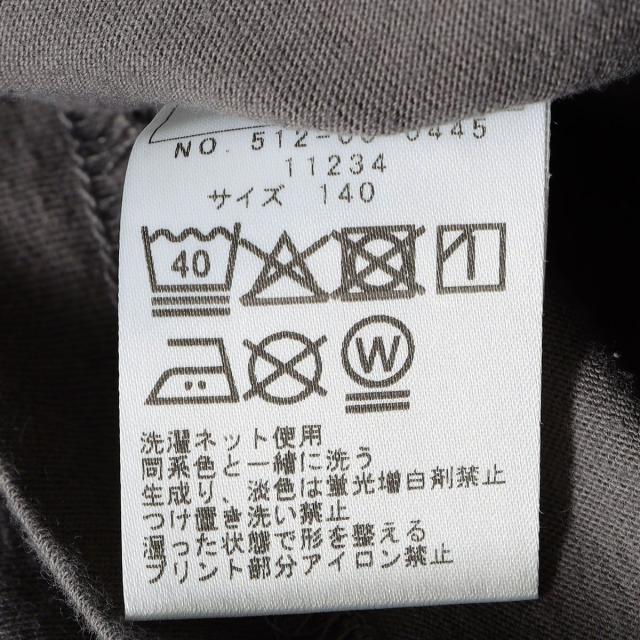 NO. 512-09-0445
11234
サイズ 140
40
W
洗濯ネット使用
同系色と一緒に洗う
生成り、淡色は蛍光増白剤禁止
つけ置き洗い禁止
湿った状態で形を整える
プリント部分アイロン禁止